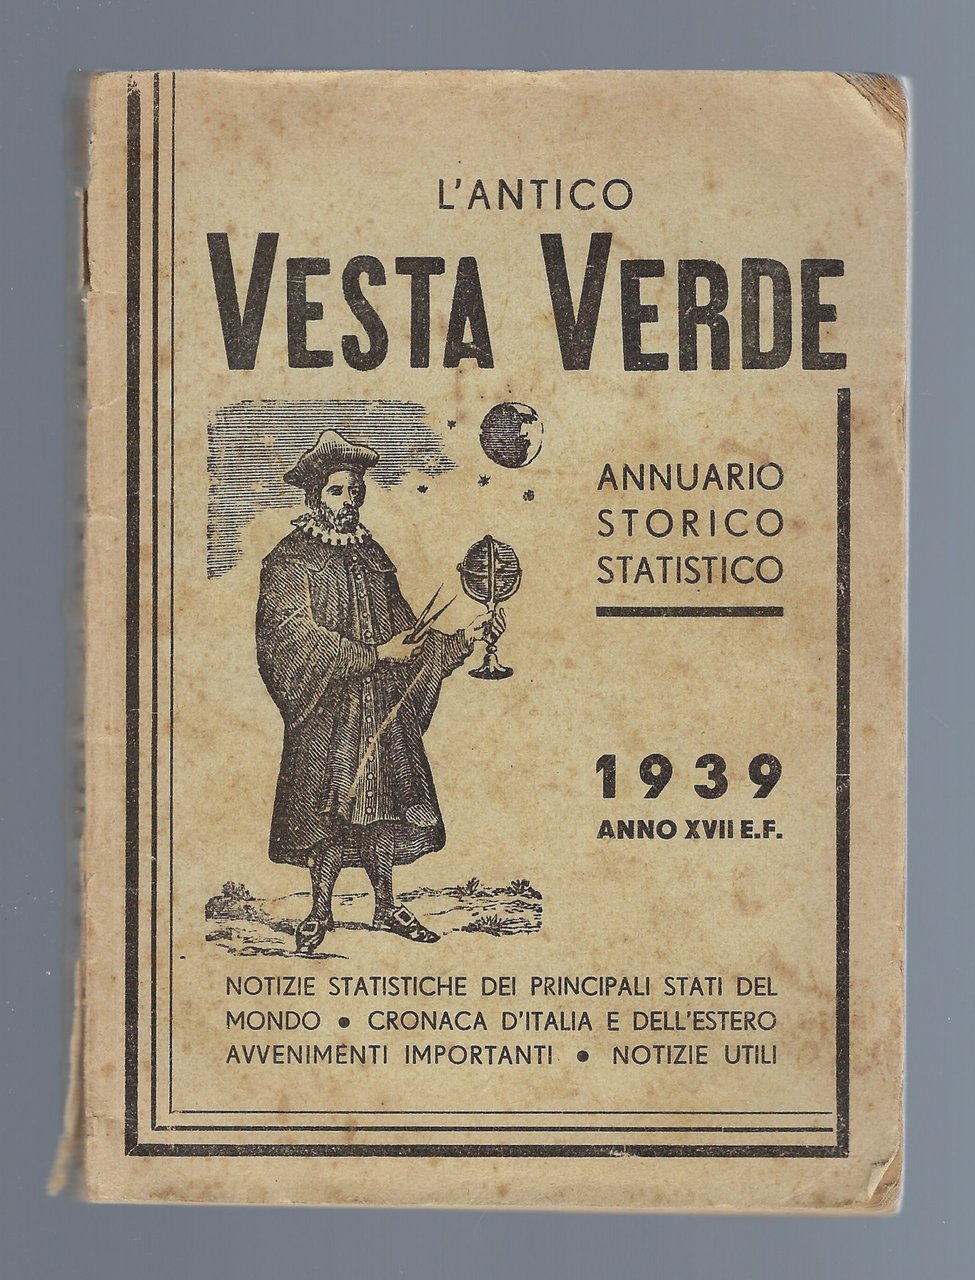 L'ANTICO
VESTA VERDE
ANNUARIO
STORICO
STATISTICO
1939
ANNO XVII E.F.
NOTIZIE STATISTICHE DEI PRINCIPALI STATI DEL
MONDO • CRONACA D'ITALIA E DELL'ESTERO
AVVENIMENTI IMPORTANTI • NOTIZIE UTILI